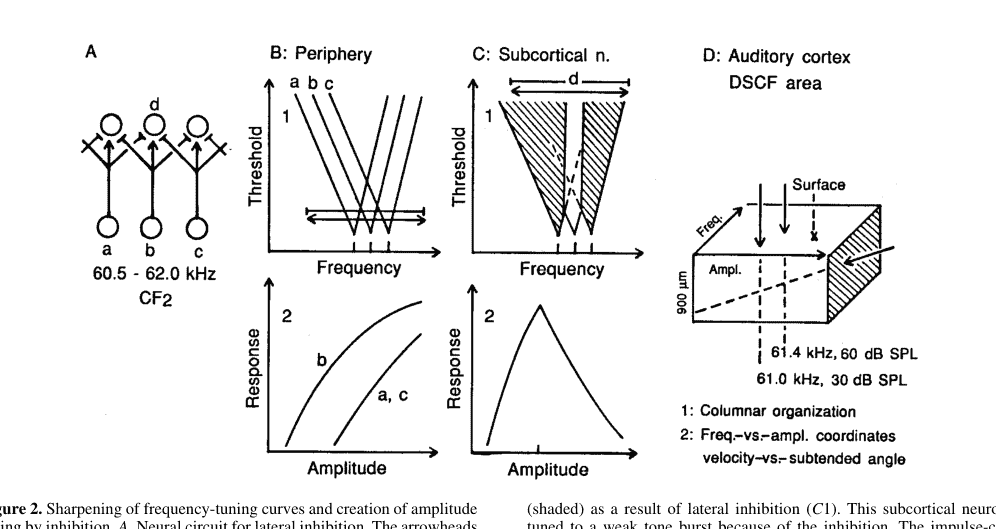 A
B: Periphery
C: Subcortical n.
D: Auditory cortex
DSCF area
a b c
d
d
1
1
Threshold
Threshold
Surface
Freq.
Ampl.
900 µm
a b c
60.5 - 62.0 kHz
CF2
Frequency
Frequency
2
2
b
a, c
Response
Response
61.4 kHz, 60 dB SPL
61.0 kHz, 30 dB SPL
1: Columnar organization
2: Freq.-vs.-ampl. coordinates
velocity-vs.-subtended angle
Amplitude
Amplitude
gure 2. Sharpening of frequency-tuning curves and creation of amplitude
ing by inhibition. A, Neural circuit for lateral inhibition. The arrowheads
(shaded) as a result of lateral inhibition (C1). This subcortical neuro
tuned to a weak tone burst because of the inhibition. The impulse-c